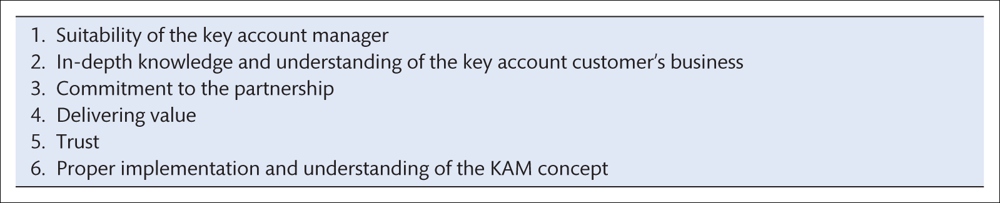 1. Suitability of the key account manager
2. In-depth knowledge and understanding of the key account customer’s business
3. Commitment to the partnership
4. Delivering value
5. Trust
6. Proper implementation and understanding of the KAM concept